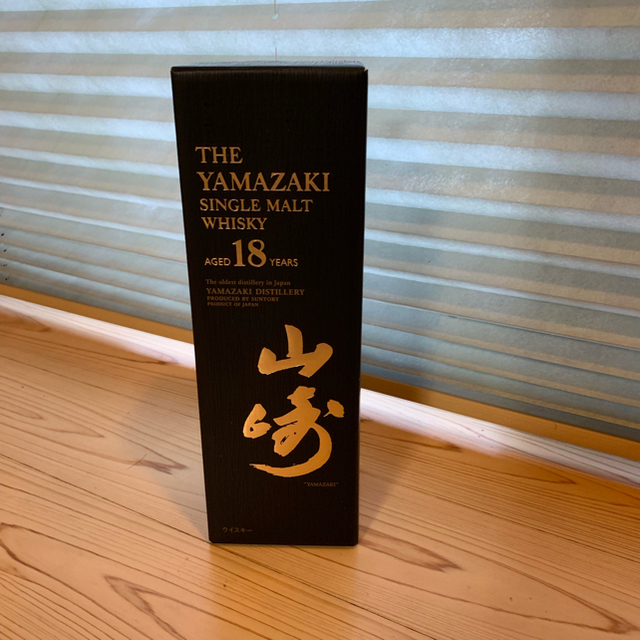 THE
YAMAZAKI
SINGLE MALT
WHISKY
AGED 18 YEARS
The oldest distillery in Japan
YAMAZAKI DISTILLERY
PRODUCED BY SUNTORY
PRODUCT OF JAPAN
山
崎
"YAMAZAKI"
ウイスキー